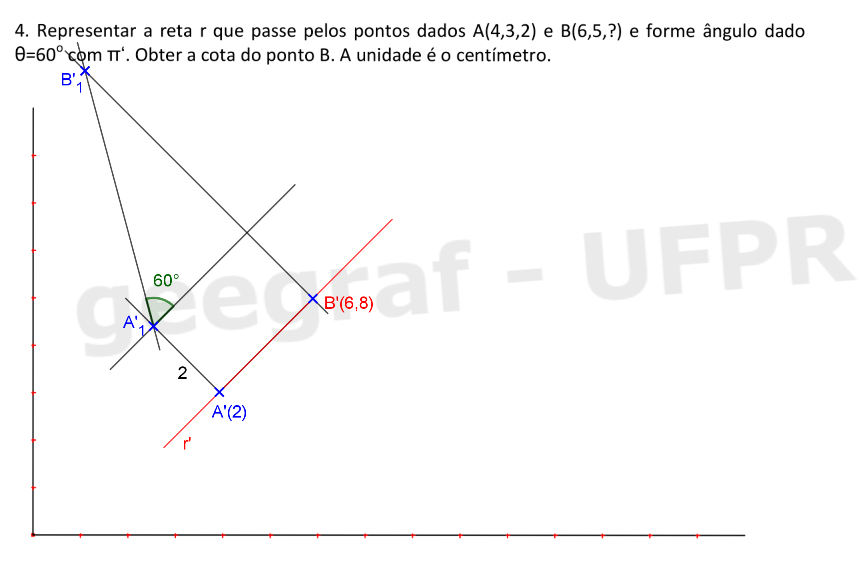 4. Representar a reta r que passe pelos pontos dados A(4,3,2) e B(6,5,?) e forme ângulo dado
θ=60° com π‘. Obter a cota do ponto B. A unidade é o centímetro.
B'1
60°
geegraf - UFPR
B'(6,8)
A'1
2
A'(2)
r'